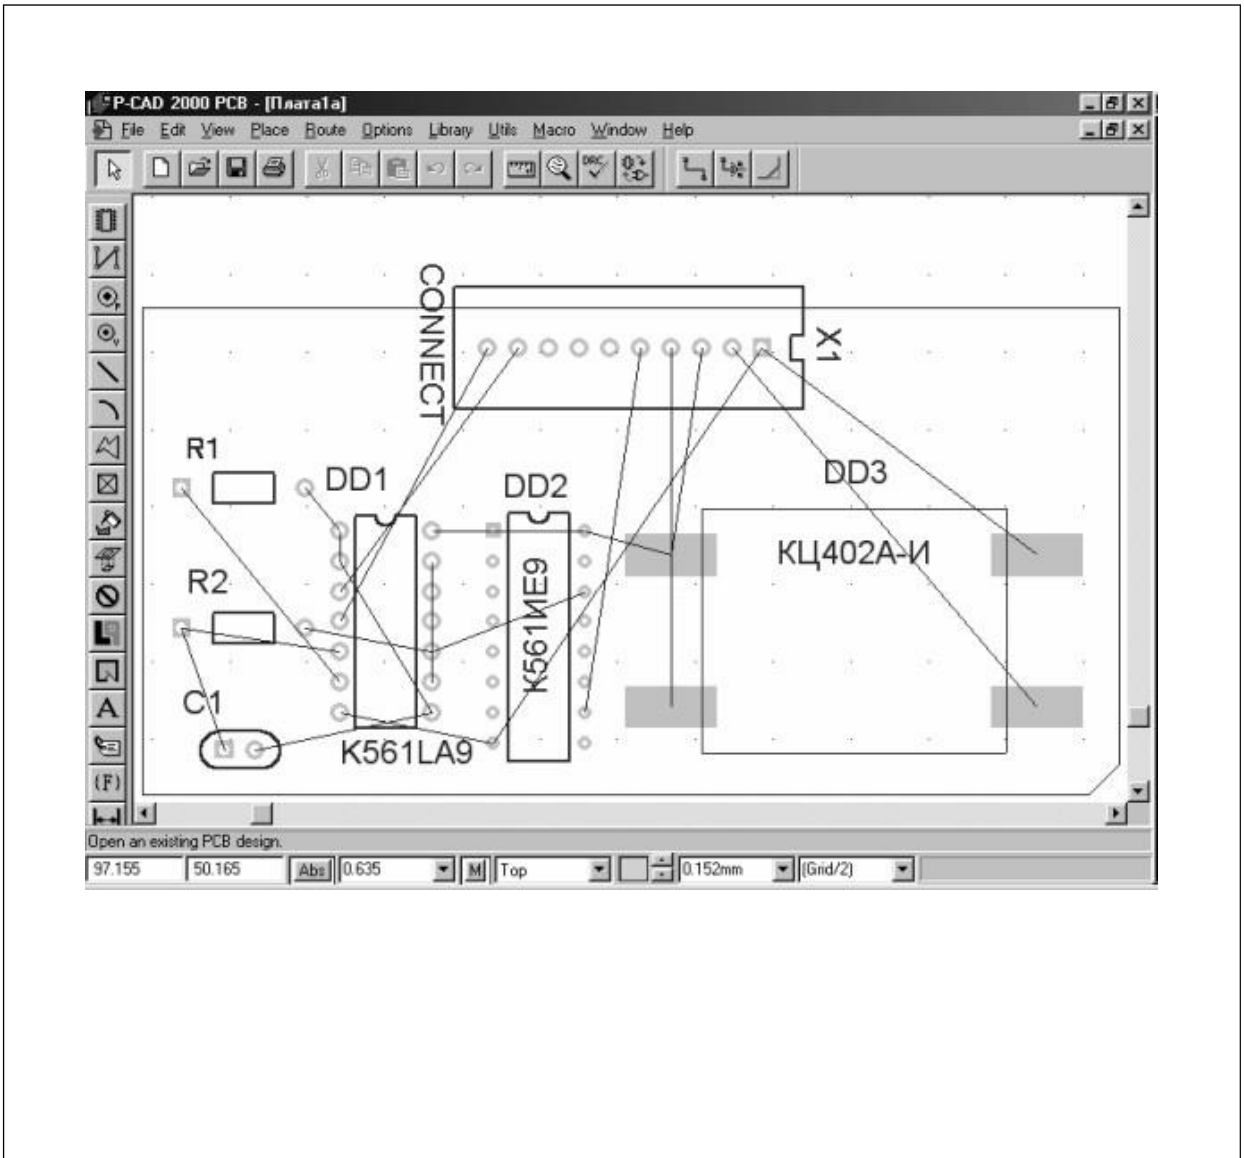 P-CAD 2000 PCB - [Плата1а]
File Edit View Place Route Options Library Utils Macro Window Help
DRC
CONNECT
X1
R1
DD1
DD2
DD3
КЦ402А-И
К561ИЕ9
R2
C1
K561LA9
A
(F)
Open an existing PCB design.
97.155 50.165 Abs 0.635 M Top 0.152mm (Grid/2)